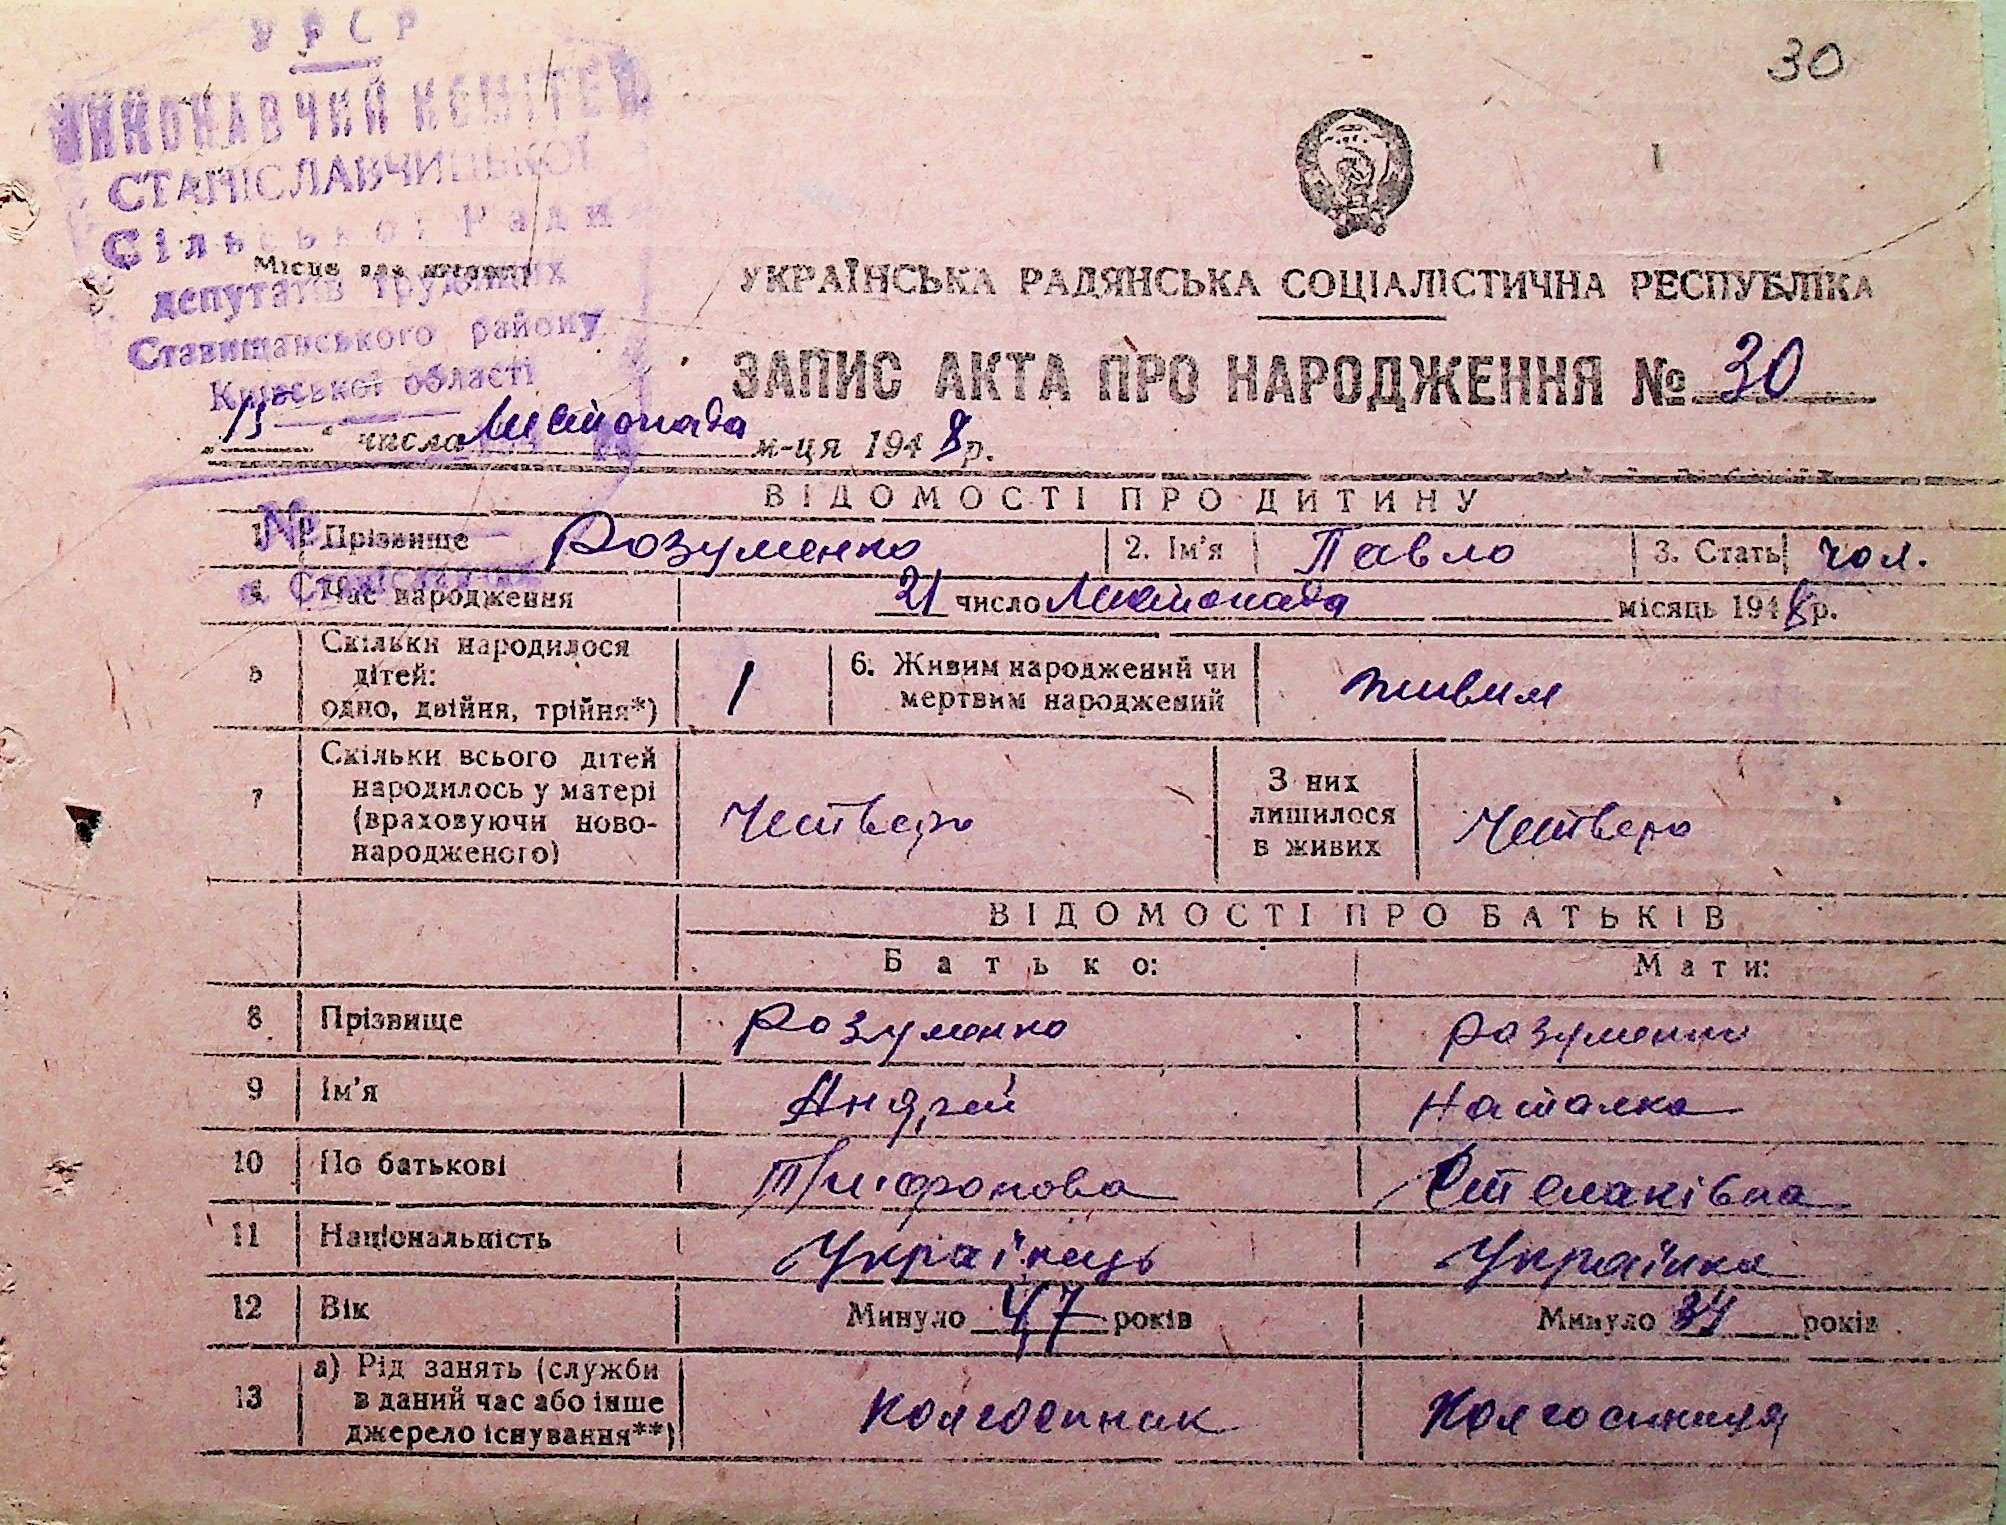 УРСР
30
ВИКОНАВЧИЙ КОМІТЕТ
СТАНІСЛАВЧИЦЬКОЇ
Сільської Ради
Місце для штампу
депутатів трудящих
Ставищанського району
Київської області
УКРАЇНСЬКА РАДЯНСЬКА СОЦІАЛІСТИЧНА РЕСПУБЛІКА
ЗАПИС АКТА ПРО НАРОДЖЕННЯ № 30
числа Листопада м-ця 1948 р.
ВІДОМОСТІ ПРО ДИТИНУ
№
1 Прізвище Розуменко 2. Ім'я Павло 3. Стать чол.
4 Час народження 21 число Листопада місяць 1948 р.
5 Скільки народилося дітей: одно, двійня, трійня*) 1 6. Живим народжений чи мертвим народжений живим
7 Скільки всього дітей народилось у матері (враховуючи ново-народженого) Четверо З них лишилося в живих Четверо
ВІДОМОСТІ ПРО БАТЬКІВ
Батько: Мати:
8 Прізвище Розуменко Розуменко
9 Ім'я Андрей Наталка
10 По батькові Трифонова
11 Національність Українець Українка
12 Вік Минуло 47 років Минуло 34 років
13 а) Рід занять (служби в даний час або інше джерело існування**) Колгоспник Колгоспниця